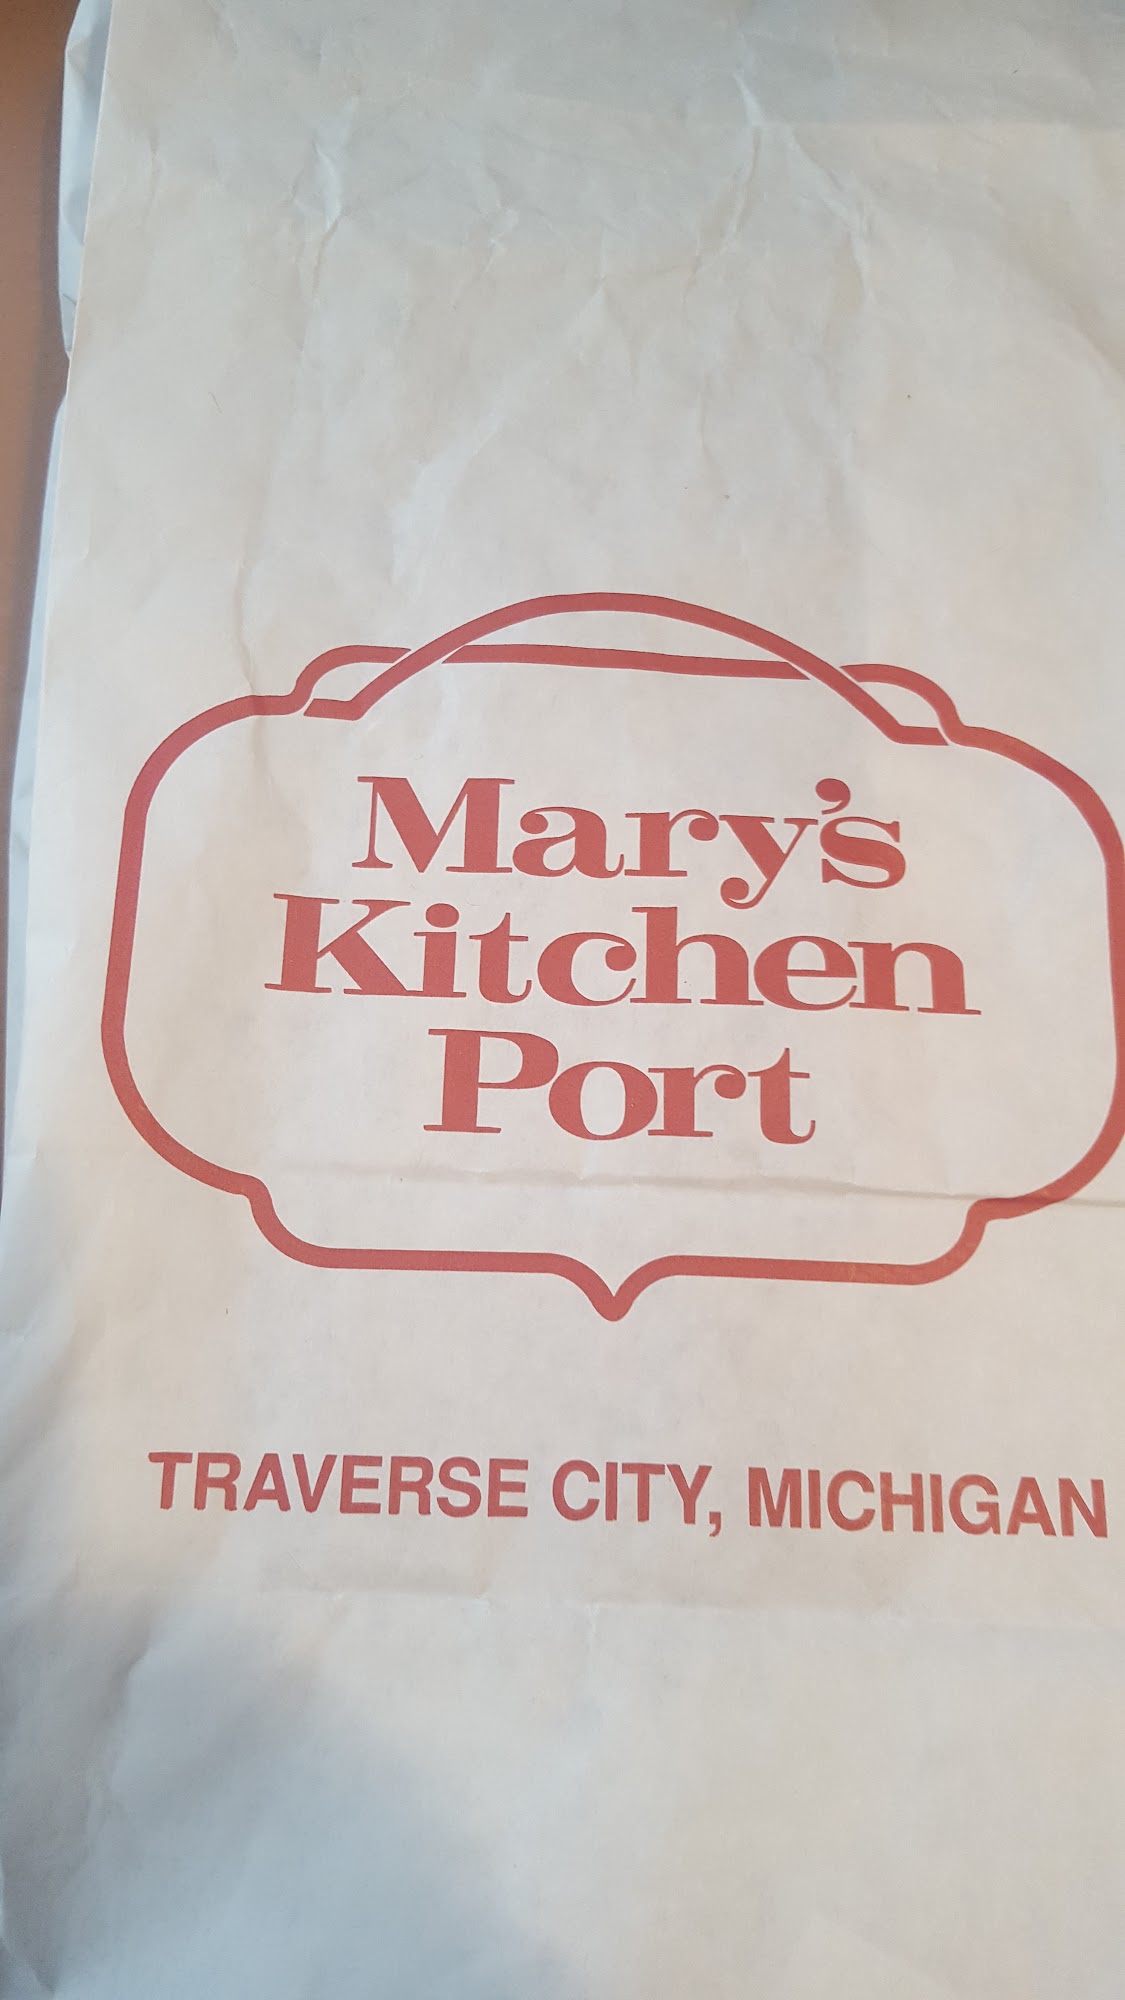 Mary's
Kitchen
Port
TRAVERSE CITY, MICHIGAN